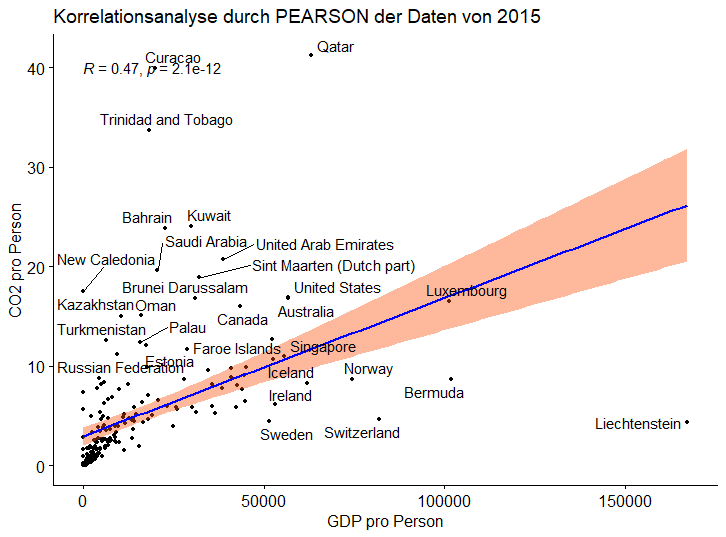 Korrelationsanalyse durch PEARSON der Daten von 2015
Qatar
Curaçao
R = 0.47, p = 2.1e-12
Trinidad and Tobago
Bahrain
Kuwait
Saudi Arabia
United Arab Emirates
New Caledonia
Sint Maarten (Dutch part)
Brunei Darussalam
United States
Luxembourg
Kazakhstan
Oman
Australia
Canada
Turkmenistan
Palau
Faroe Islands
Singapore
Estonia
Russian Federation
Iceland
Norway
Ireland
Bermuda
Sweden
Switzerland
Liechtenstein
CO2 pro Person
40
30
20
10
0
0
50000
100000
150000
GDP pro Person